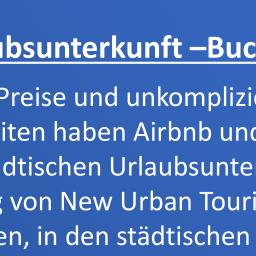 ubsunterkunft –Buc
Preise und unkomplizi
iten haben Airbnb und
dtischen Urlaubsunte
g von New Urban Touri
en, in den städtischen